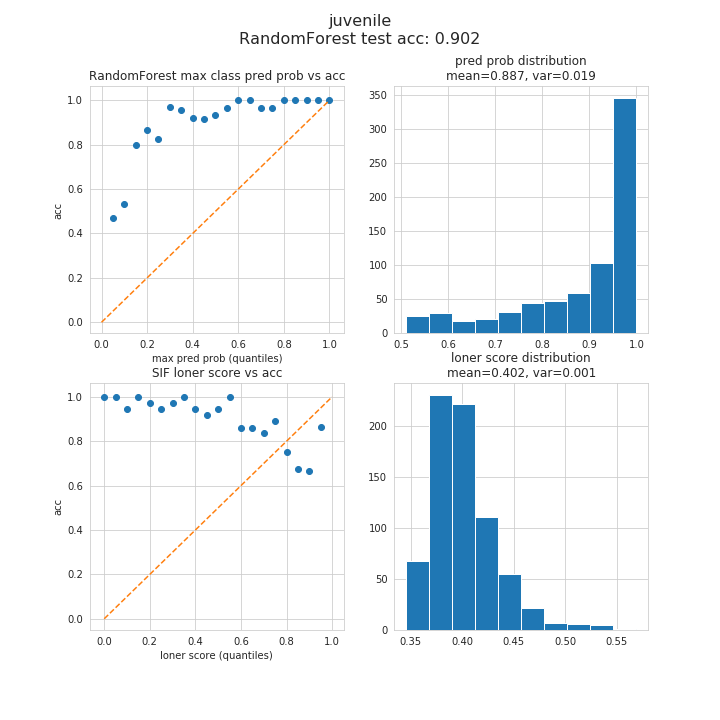 juvenile
RandomForest test acc: 0.902
RandomForest max class pred prob vs acc
1.0
0.8
0.6
0.4
0.2
0.0
acc
0.0 0.2 0.4 0.6 0.8 1.0
max pred prob (quantiles)
pred prob distribution
mean=0.887, var=0.019
350
300
250
200
150
100
50
0
0.5 0.6 0.7 0.8 0.9 1.0
SIF loner score vs acc
1.0
0.8
0.6
0.4
0.2
0.0
acc
0.0 0.2 0.4 0.6 0.8 1.0
loner score (quantiles)
loner score distribution
mean=0.402, var=0.001
200
150
100
50
0
0.35 0.40 0.45 0.50 0.55